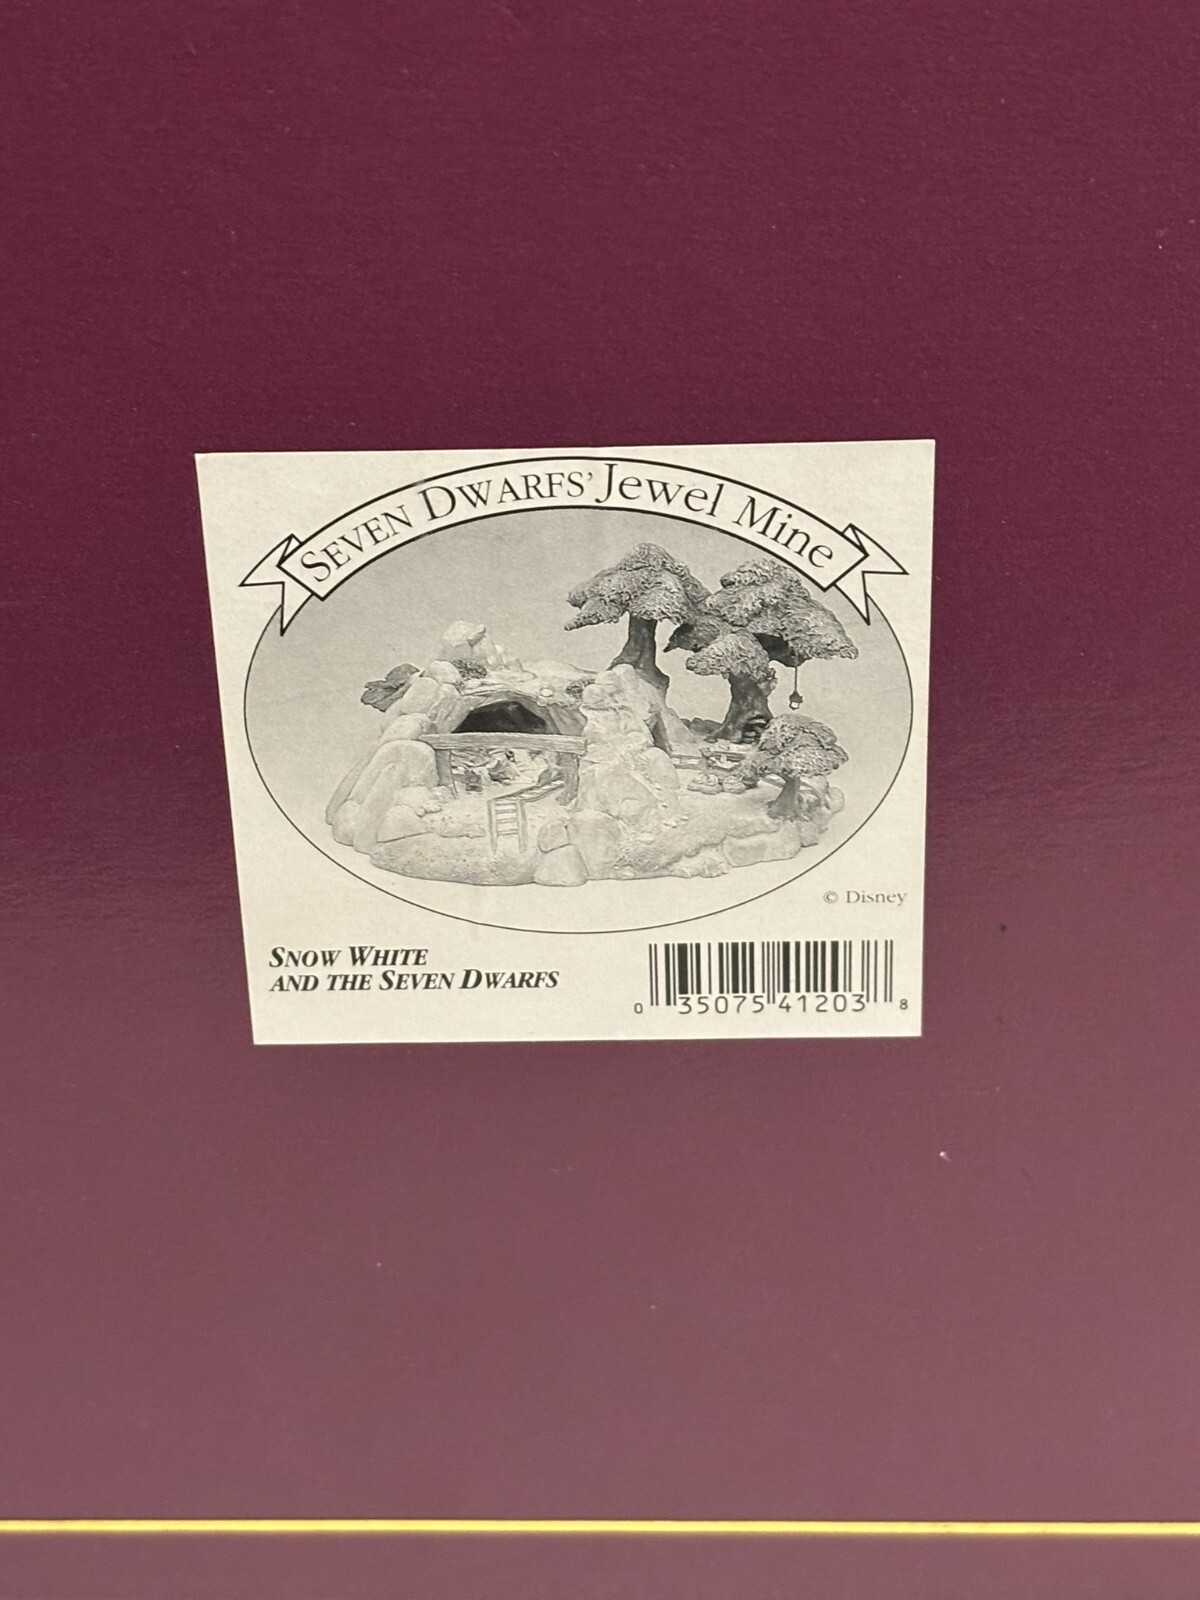 SEVEN DWARFS' Jewel Mine
© Disney
SNOW WHITE
AND THE SEVEN DWARFS
0 35075 41203 8